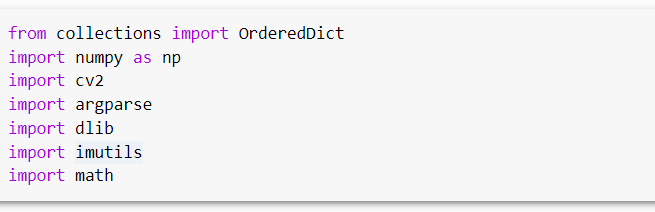 from collections import OrderedDict
import numpy as np
import cv2
import argparse
import dlib
import imutils
import math